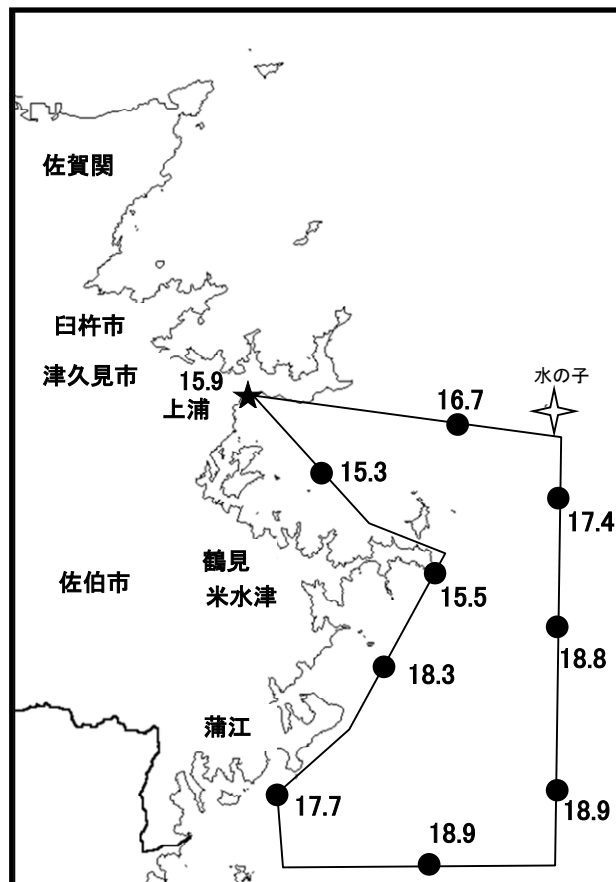 佐賀関
臼杵市
津久見市
15.9
上浦
水の子
16.7
15.3
17.4
鶴見
佐伯市
米水津
15.5
18.8
18.3
蒲江
17.7
18.9
18.9